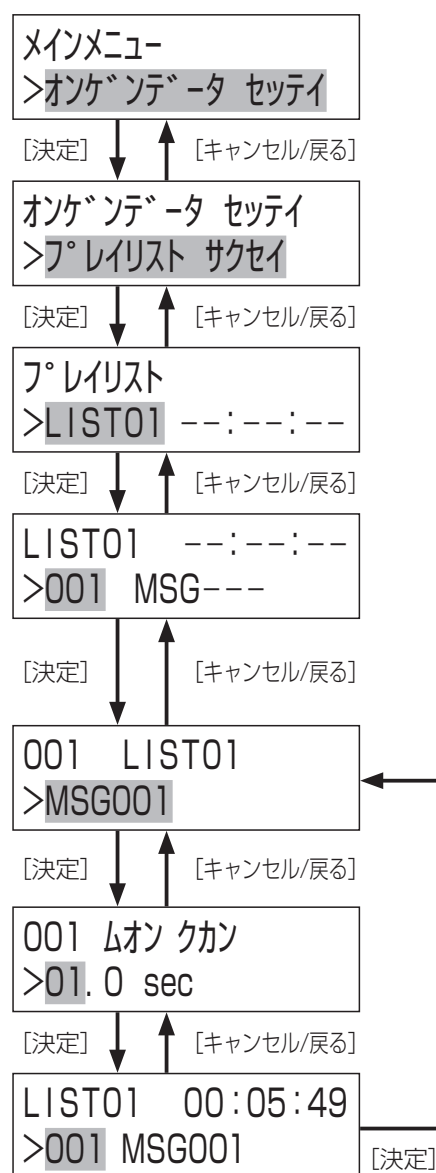 メインメニュー
>オンゲンデータ セッテイ
[決定] [キャンセル/戻る]
オンゲンデータ セッテイ
>プレイリスト サクセイ
[決定] [キャンセル/戻る]
プレイリスト
>LIST01 --:--:--
[決定] [キャンセル/戻る]
LIST01 --:--:--
>001 MSG---
[決定] [キャンセル/戻る]
001 LIST01
>MSG001
[決定] [キャンセル/戻る]
001 ムオン クカン
>01.0 sec
[決定] [キャンセル/戻る]
LIST01 00:05:49
>001 MSG001 [決定]